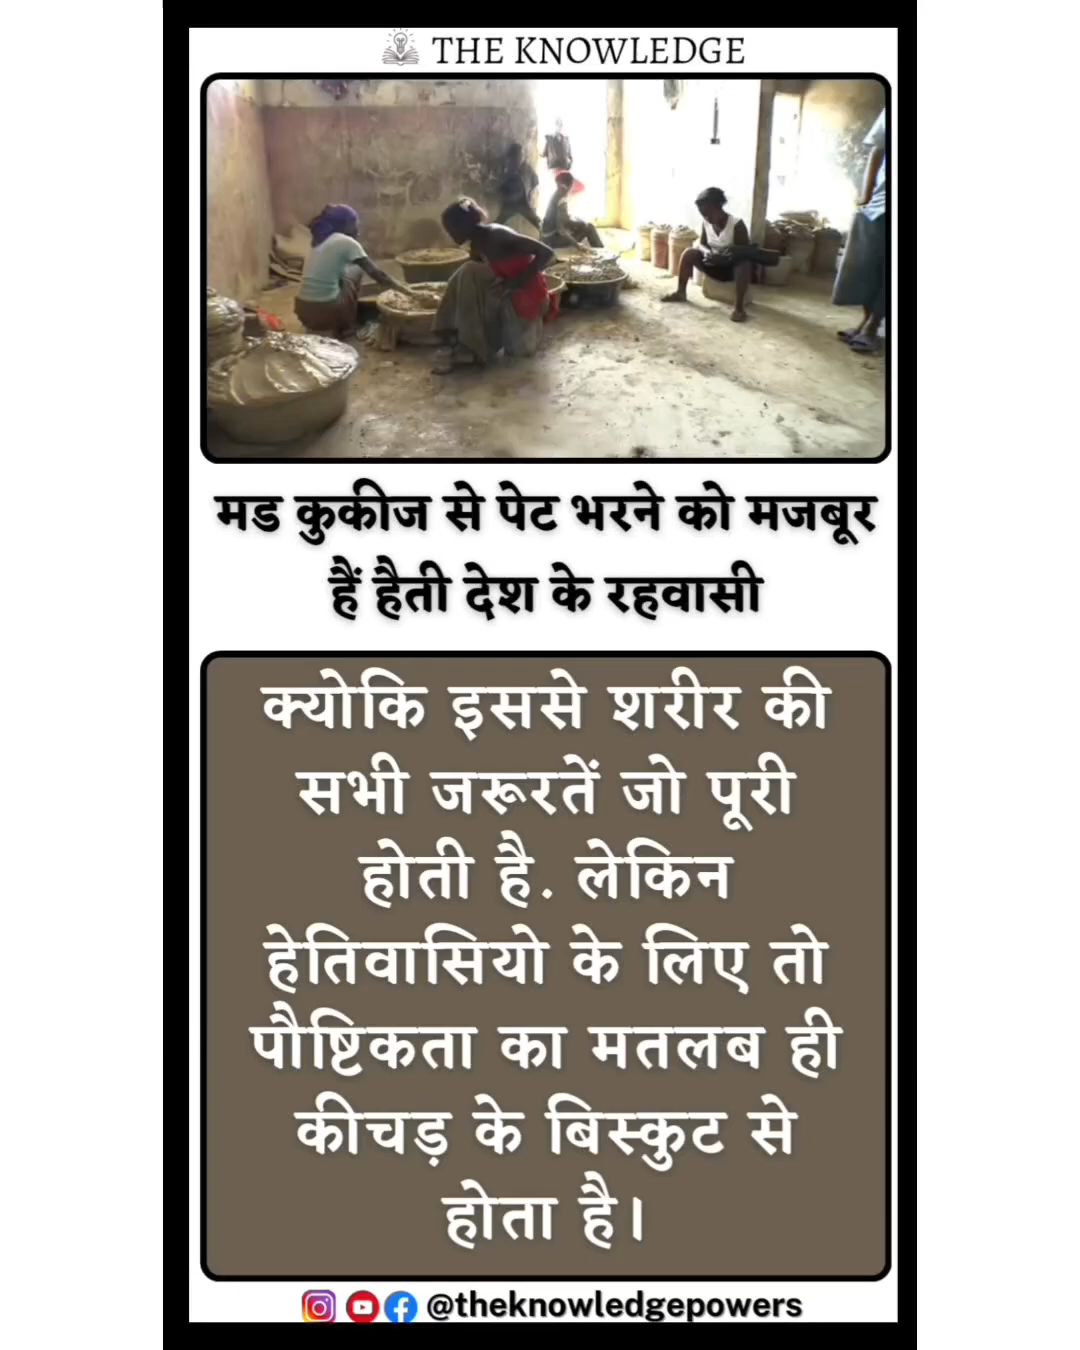 THE KNOWLEDGE
मड कुकीज से पेट भरने को मजबूर
हैं हैती देश के रहवासी
क्योकि इससे शरीर की
सभी जरूरतें जो पूरी
होती है. लेकिन
हेतिवासियो के लिए तो
पौष्टिकता का मतलब ही
कीचड़ के बिस्कुट से
होता है।
@theknowledgepowers